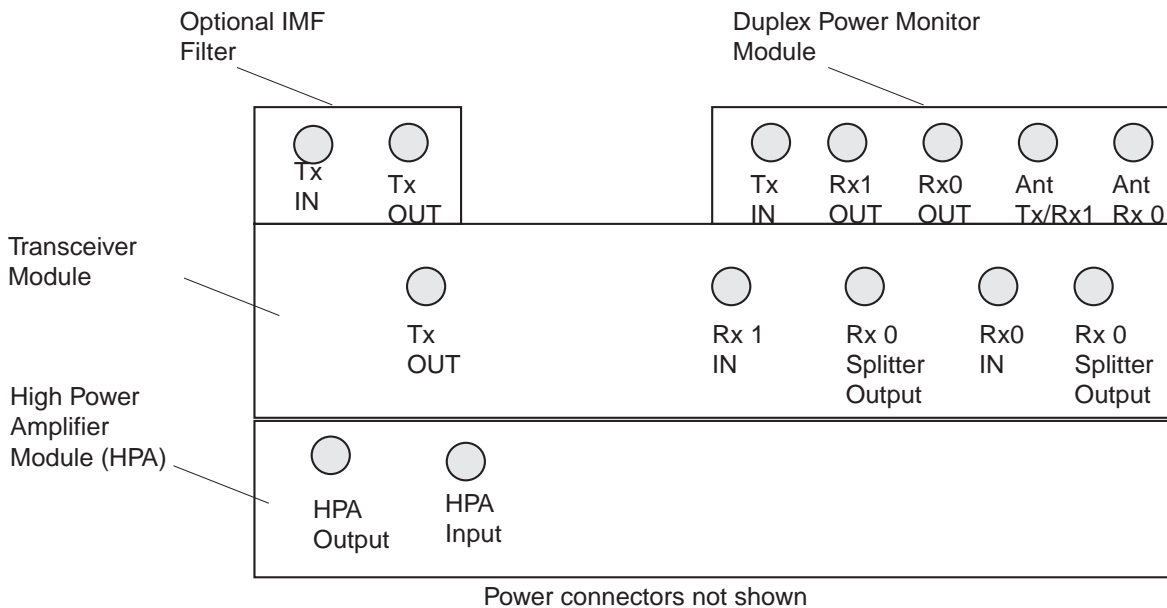 Optional IMF
Filter
Duplex Power Monitor
Module
Tx
IN
Tx
OUT
Tx
IN
Rx1
OUT
Rx0
OUT
Ant
Tx/Rx1
Ant
Rx 0
Transceiver
Module
Tx
OUT
Rx 1
IN
Rx 0
Splitter
Output
Rx0
IN
Rx 0
Splitter
Output
High Power
Amplifier
Module (HPA)
HPA
Output
HPA
Input
Power connectors not shown